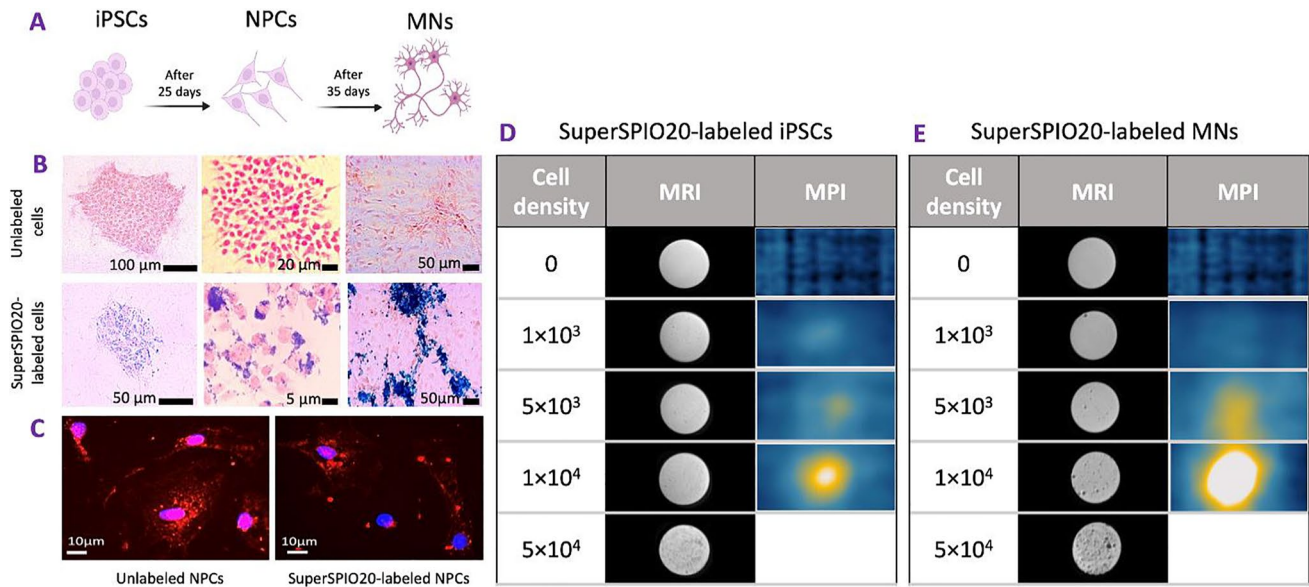 A
iPSCs
NPCs
MNs
After
25 days
After
35 days
B
Unlabeled
cells
100 µm
20 µm
50 µm
SuperSPIO20-
labeled cells
50 µm
5 µm
50µm
C
10µm
10µm
Unlabeled NPCs
SuperSPIO20-labeled NPCs
D
SuperSPIO20-labeled iPSCs
Cell
density
MRI
MPI
0
1×10³
5×10³
1×10⁴
5×10⁴
E
SuperSPIO20-labeled MNs
Cell
density
MRI
MPI
0
1×10³
5×10³
1×10⁴
5×10⁴